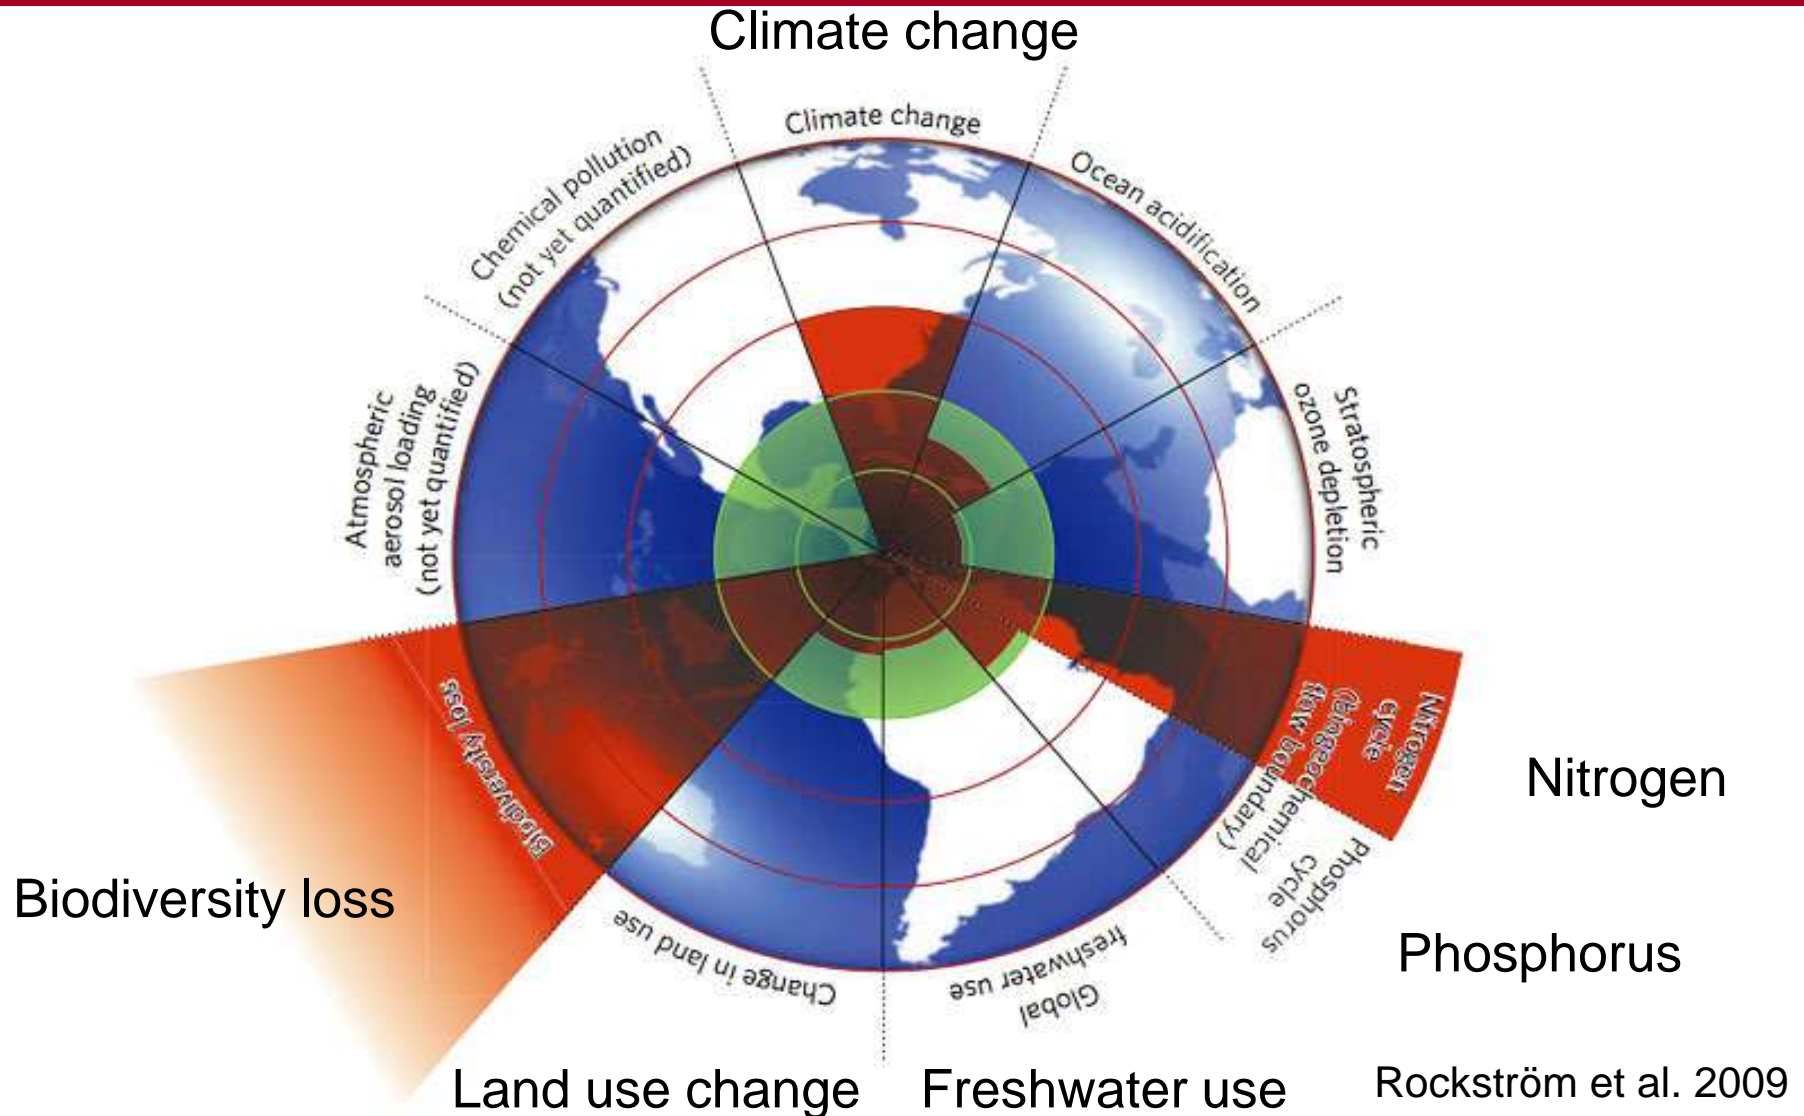 Climate change
Climate change
Chemical pollution
(not yet quantified)
Ocean acidification
Atmospheric
aerosol loading
(not yet quantified)
Stratospheric
ozone depletion
Biodiversity loss
Nitrogen
cycle
(biogeochemical
flow boundary)
Phosphorus
cycle
Nitrogen
Biodiversity loss
Phosphorus
Change in land use
Global
freshwater use
Land use change
Freshwater use
Rockström et al. 2009